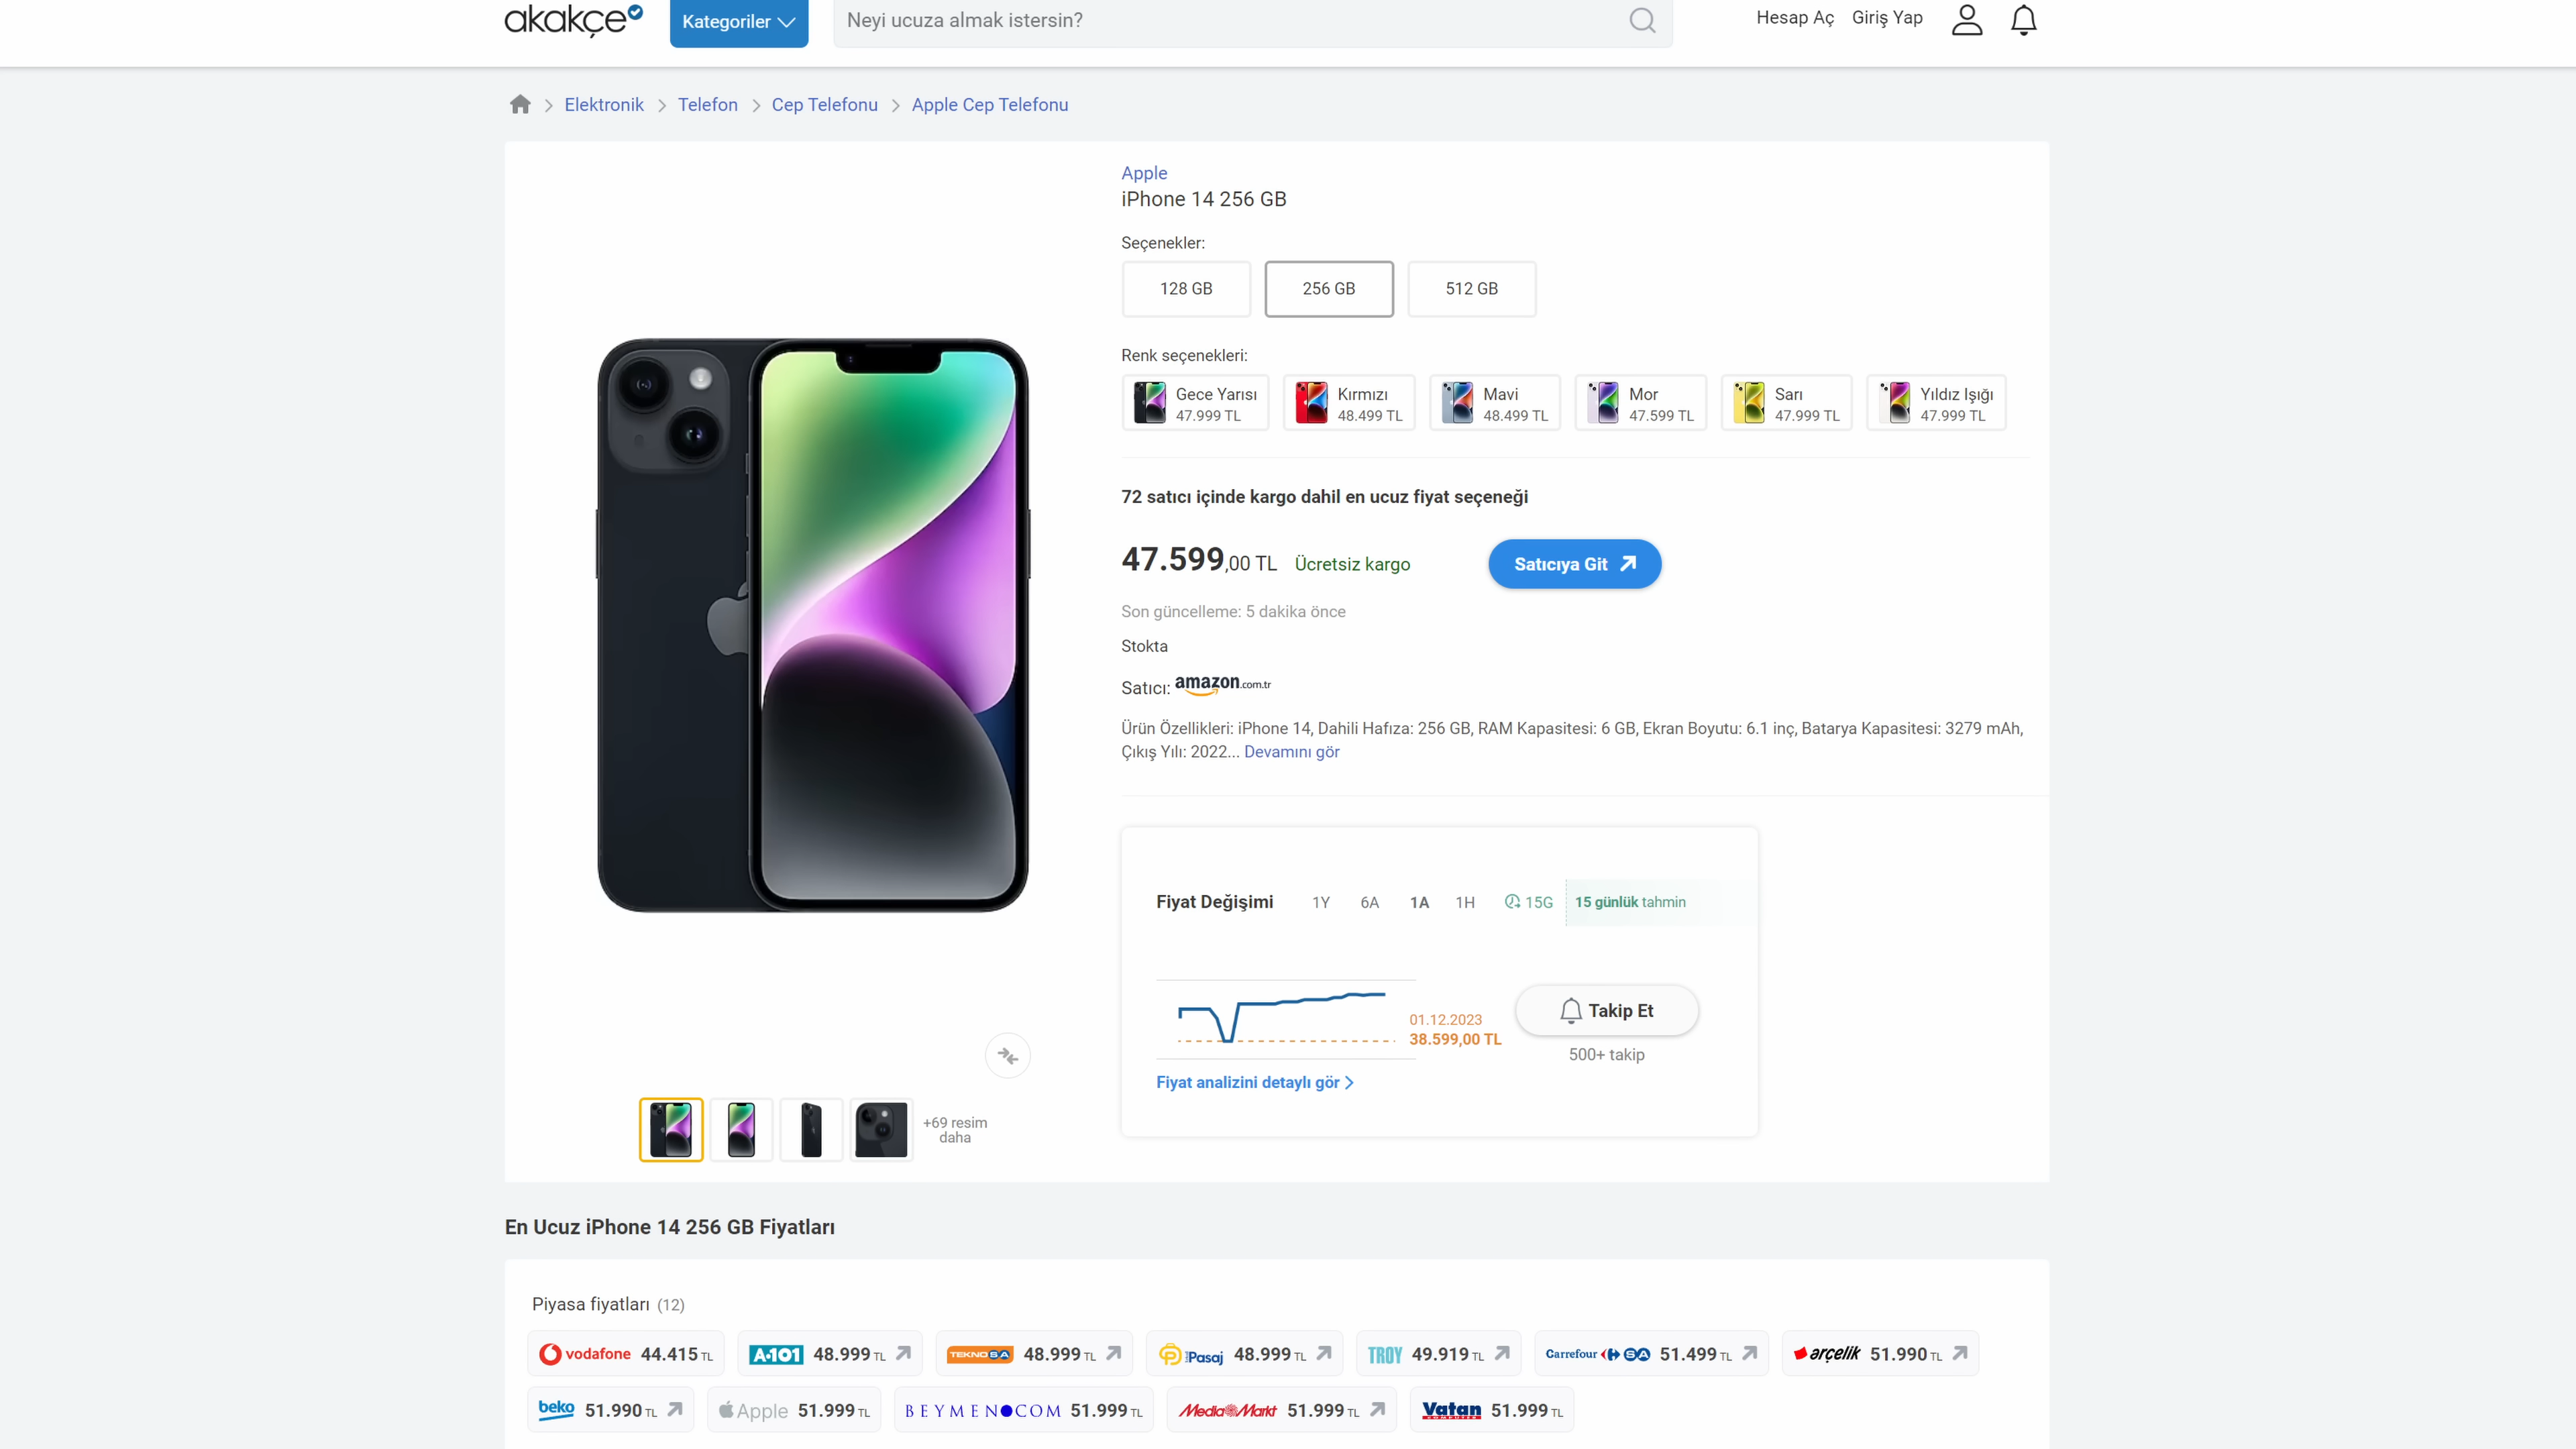 akakçe
Kategoriler
Neyi ucuza almak istersin?
Hesap Aç Giriş Yap
Elektronik > Telefon > Cep Telefonu > Apple Cep Telefonu
Apple
iPhone 14 256 GB
Seçenekler:
128 GB 256 GB 512 GB
Renk seçenekleri:
Gece Yarısı 47.999 TL
Kırmızı 48.499 TL
Mavi 48.499 TL
Mor 47.599 TL
Sarı 47.999 TL
Yıldız Işığı 47.999 TL
72 satıcı içinde kargo dahil en ucuz fiyat seçeneği
47.599,00 TL Ücretsiz kargo Satıcıya Git
Son güncelleme: 5 dakika önce
Stokta
Satıcı: amazon.com.tr
Ürün Özellikleri: iPhone 14, Dahili Hafıza: 256 GB, RAM Kapasitesi: 6 GB, Ekran Boyutu: 6.1 inç, Batarya Kapasitesi: 3279 mAh,
Çıkış Yılı: 2022... Devamını gör
Fiyat Değişimi 1Y 6A 1A 1H 15G 15 günlük tahmin
01.12.2023
38.599,00 TL
Takip Et
500+ takip
Fiyat analizini detaylı gör
+69 resim
daha
En Ucuz iPhone 14 256 GB Fiyatları
Piyasa fiyatları (12)
vodafone 44.415 TL
A101 48.999 TL
TEKNOSA 48.999 TL
Pasaj 48.999 TL
TROY 49.919 TL
Carrefour SA 51.499 TL
arçelik 51.990 TL
beko 51.990 TL
Apple 51.999 TL
BEYMEN COM 51.999 TL
MediaMarkt 51.999 TL
Vatan COMPUTER 51.999 TL